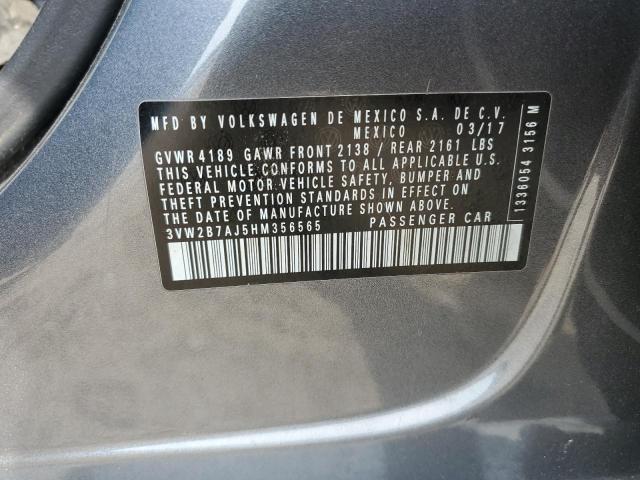 MFD BY VOLKSWAGEN DE MEXICO S.A. DE C.V.
MEXICO 03/17
GVWR 4189 GAWR FRONT 2138 / REAR 2161 LBS
THIS VEHICLE CONFORMS TO ALL APPLICABLE U.S.
FEDERAL MOTOR VEHICLE SAFETY, BUMPER AND
THEFT PREVENTION STANDARDS IN EFFECT ON
THE DATE OF MANUFACTURE SHOWN ABOVE.
3VW2B7AJ5HM356565 PASSENGER CAR
1336054 3156 M